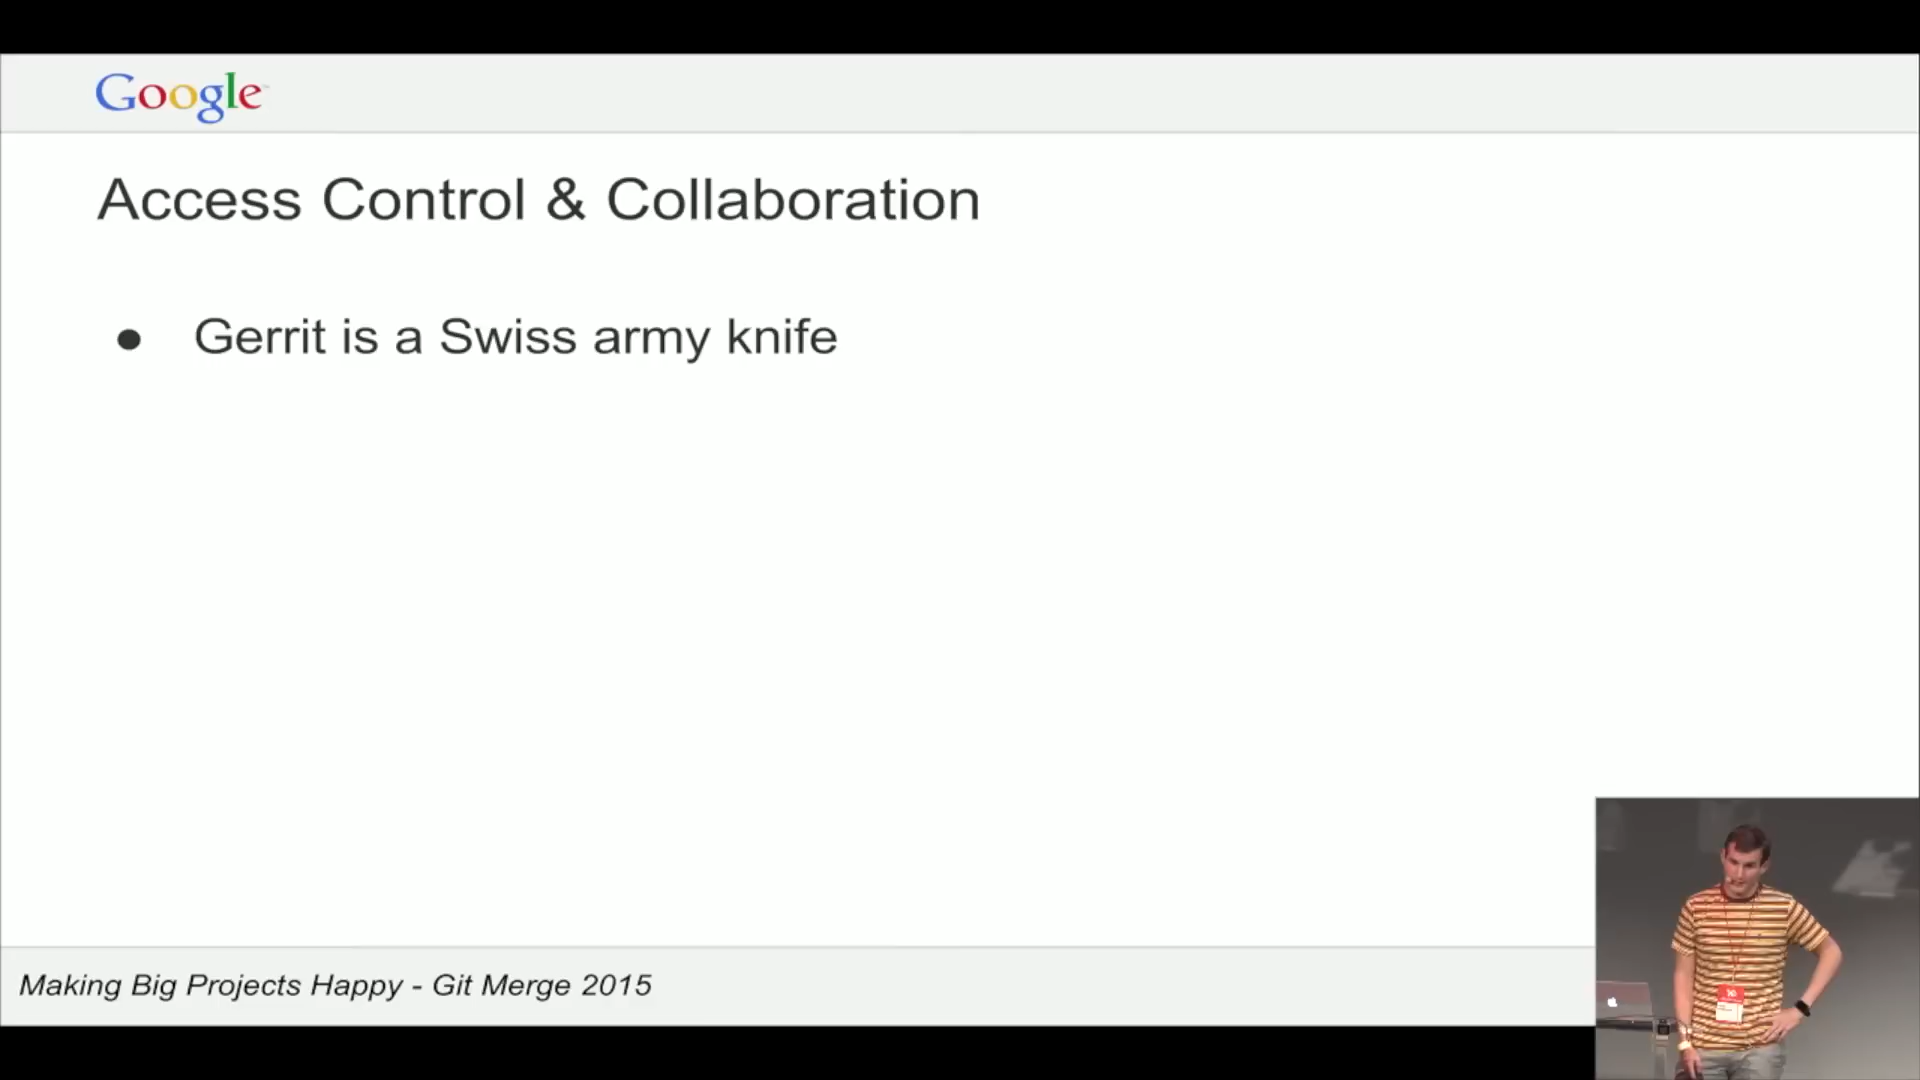 Google
Access Control & Collaboration
● Gerrit is a Swiss army knife
Making Big Projects Happy - Git Merge 2015